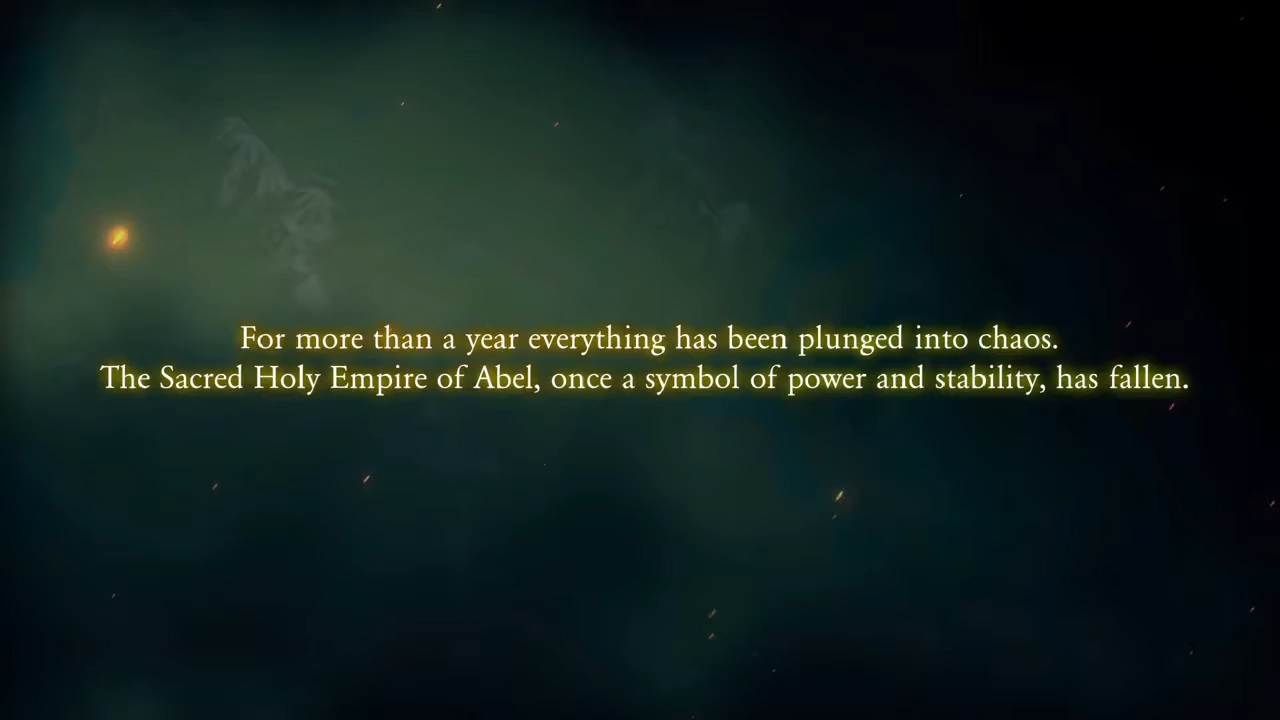 For more than a year everything has been plunged into chaos.
The Sacred Holy Empire of Abel, once a symbol of power and stability, has fallen.